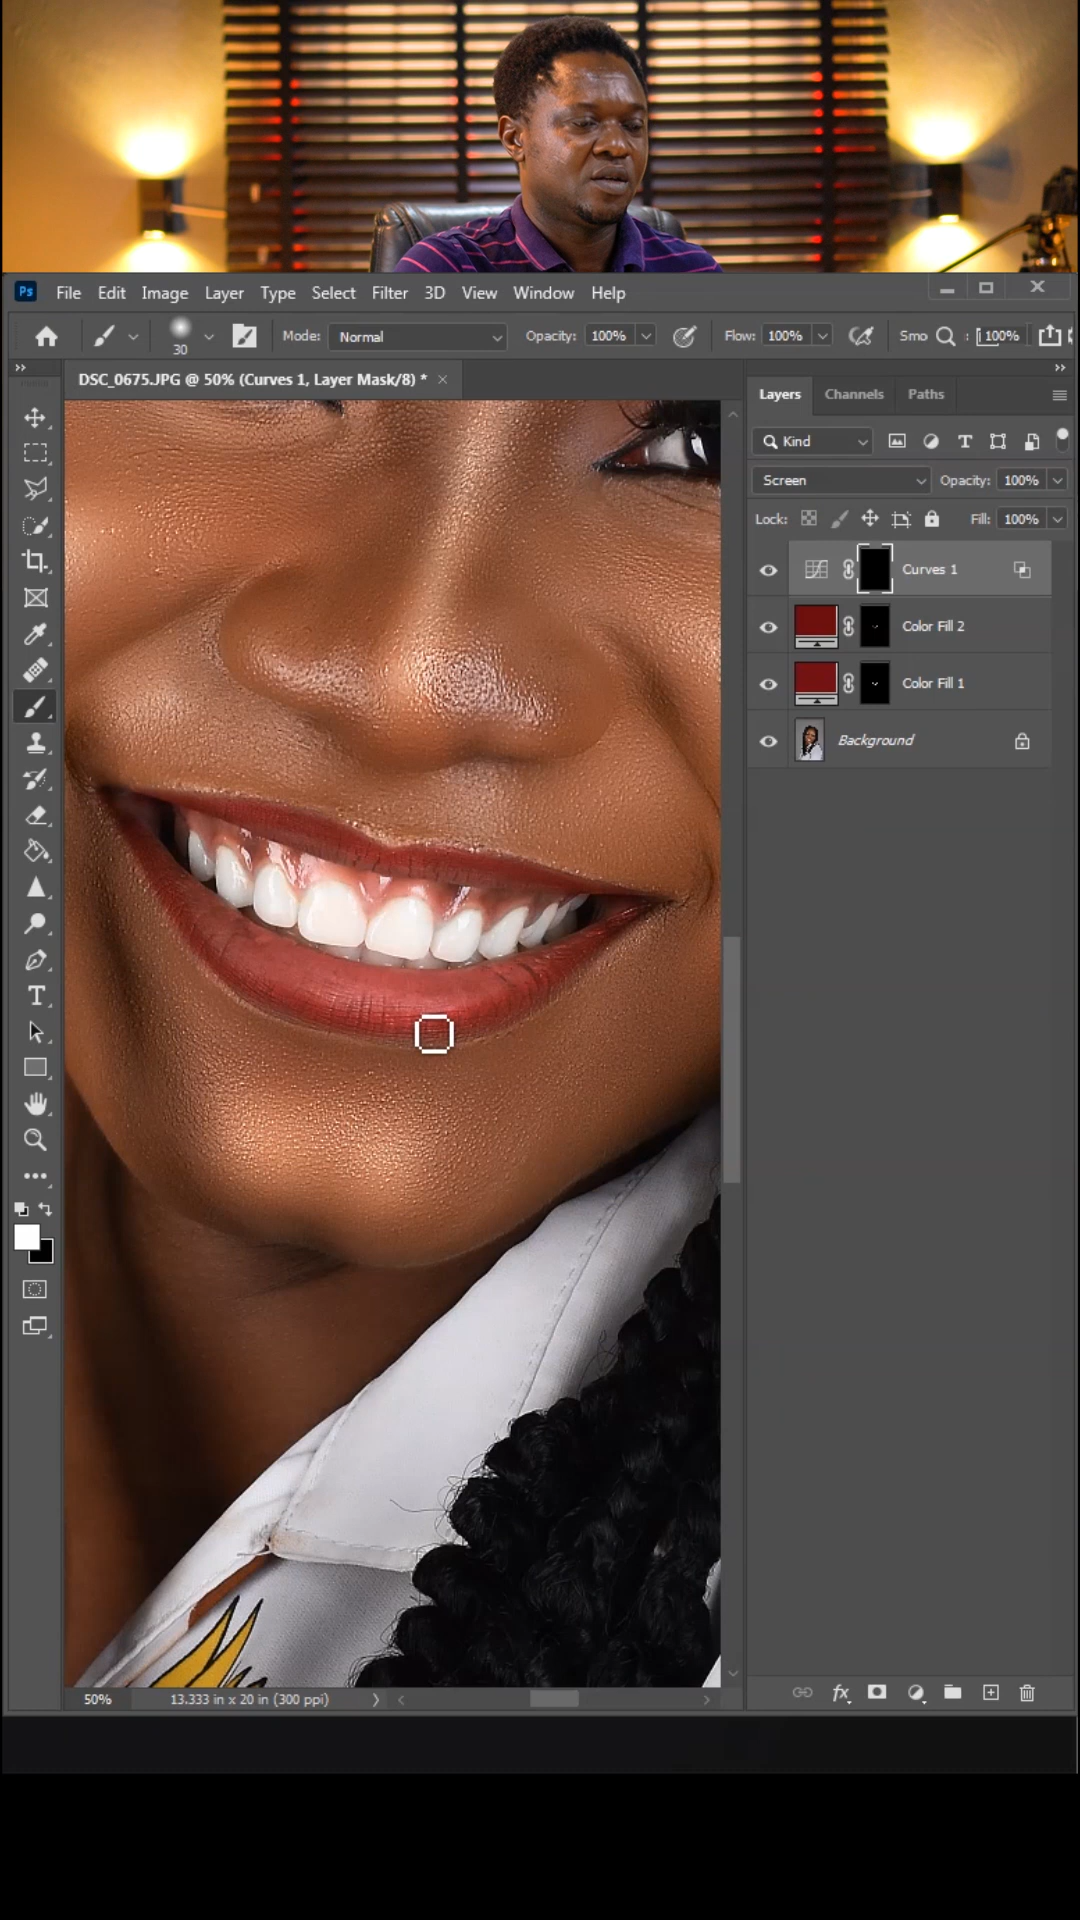 Ps File Edit Image Layer Type Select Filter 3D View Window Help
30 Mode: Normal Opacity: 100% Flow: 100% Smo : 100%
DSC_0675.JPG @ 50% (Curves 1, Layer Mask/8) *
Layers Channels Paths
Kind
Screen Opacity: 100%
Lock: Fill: 100%
Curves 1
Color Fill 2
Color Fill 1
Background
50% 13.333 in x 20 in (300 ppi)
fx